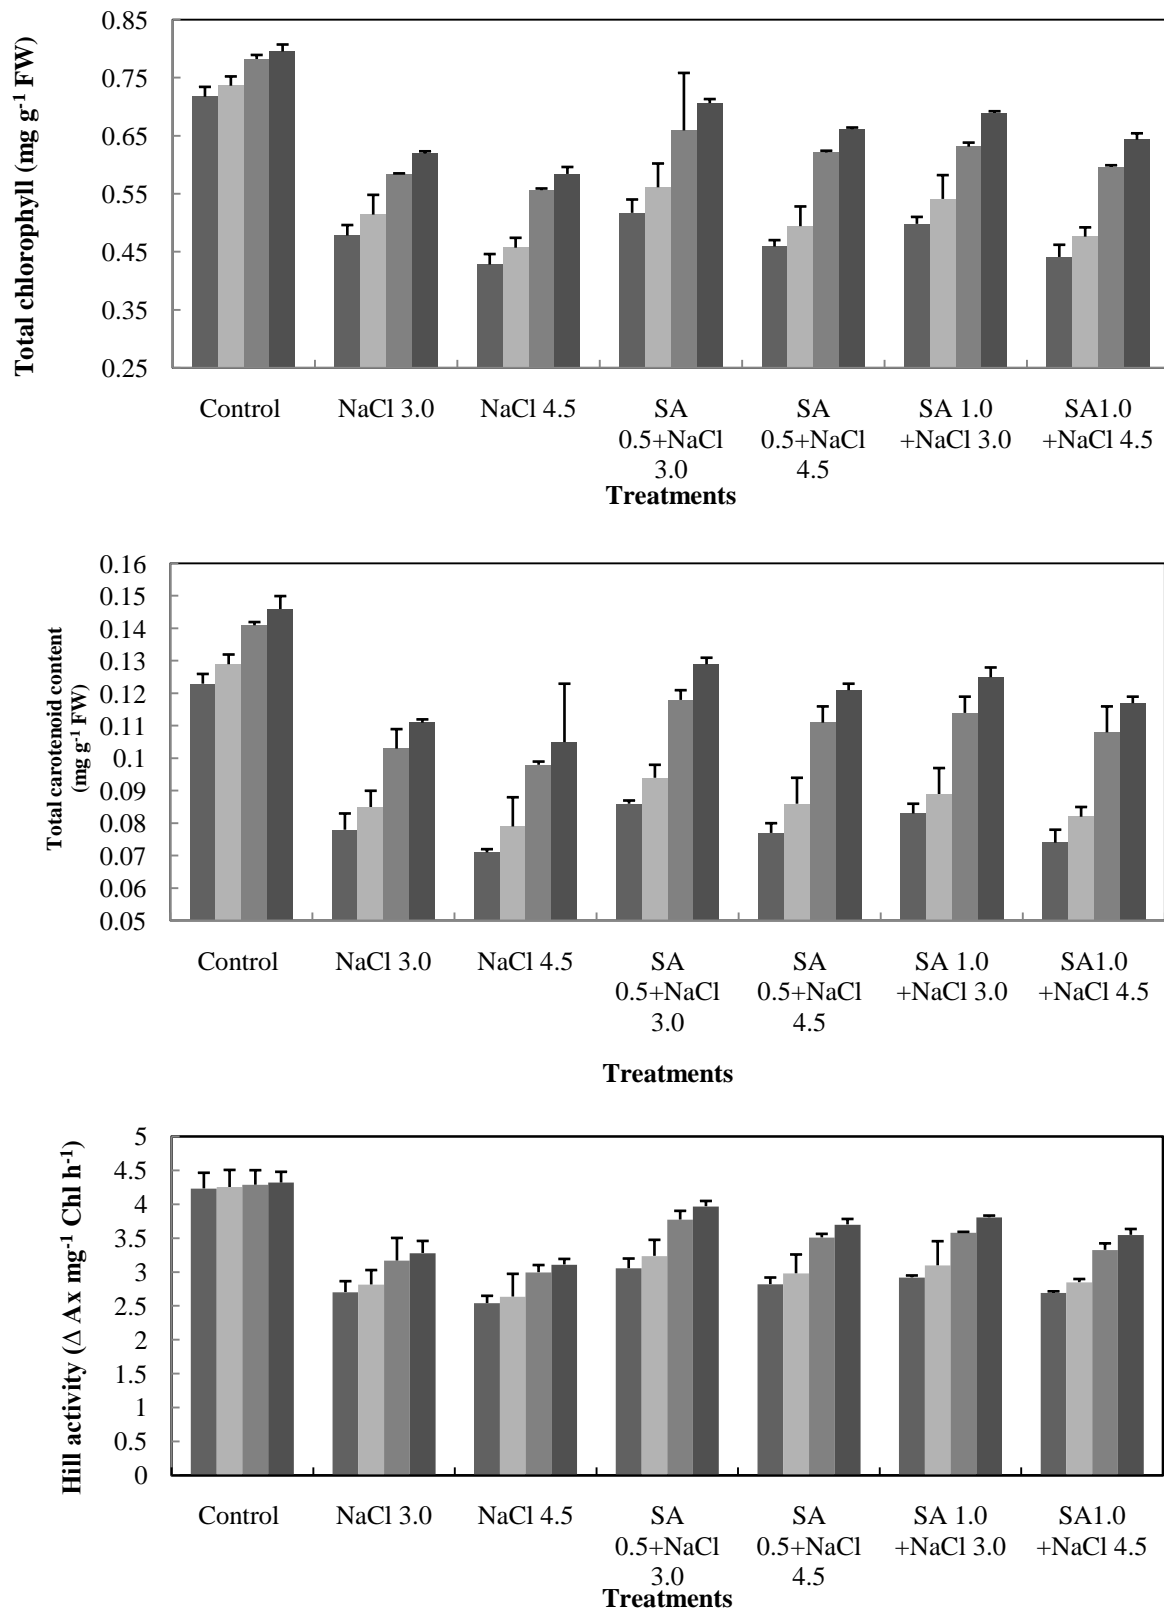 Total chlorophyll (mg g-1 FW)
0.85
0.75
0.65
0.55
0.45
0.35
0.25
Control
NaCl 3.0
NaCl 4.5
SA
0.5+NaCl
3.0
SA
0.5+NaCl
4.5
SA 1.0
+NaCl 3.0
SA1.0
+NaCl 4.5
Treatments
Total carotenoid content
(mg g-1 FW)
0.16
0.15
0.14
0.13
0.12
0.11
0.1
0.09
0.08
0.07
0.06
0.05
Control
NaCl 3.0
NaCl 4.5
SA
0.5+NaCl
3.0
SA
0.5+NaCl
4.5
SA 1.0
+NaCl 3.0
SA1.0
+NaCl 4.5
Treatments
Hill activity (Δ Ax mg-1 Chl h-1)
5
4.5
4
3.5
3
2.5
2
1.5
1
0.5
0
Control
NaCl 3.0
NaCl 4.5
SA
0.5+NaCl
3.0
SA
0.5+NaCl
4.5
SA 1.0
+NaCl 3.0
SA1.0
+NaCl 4.5
Treatments